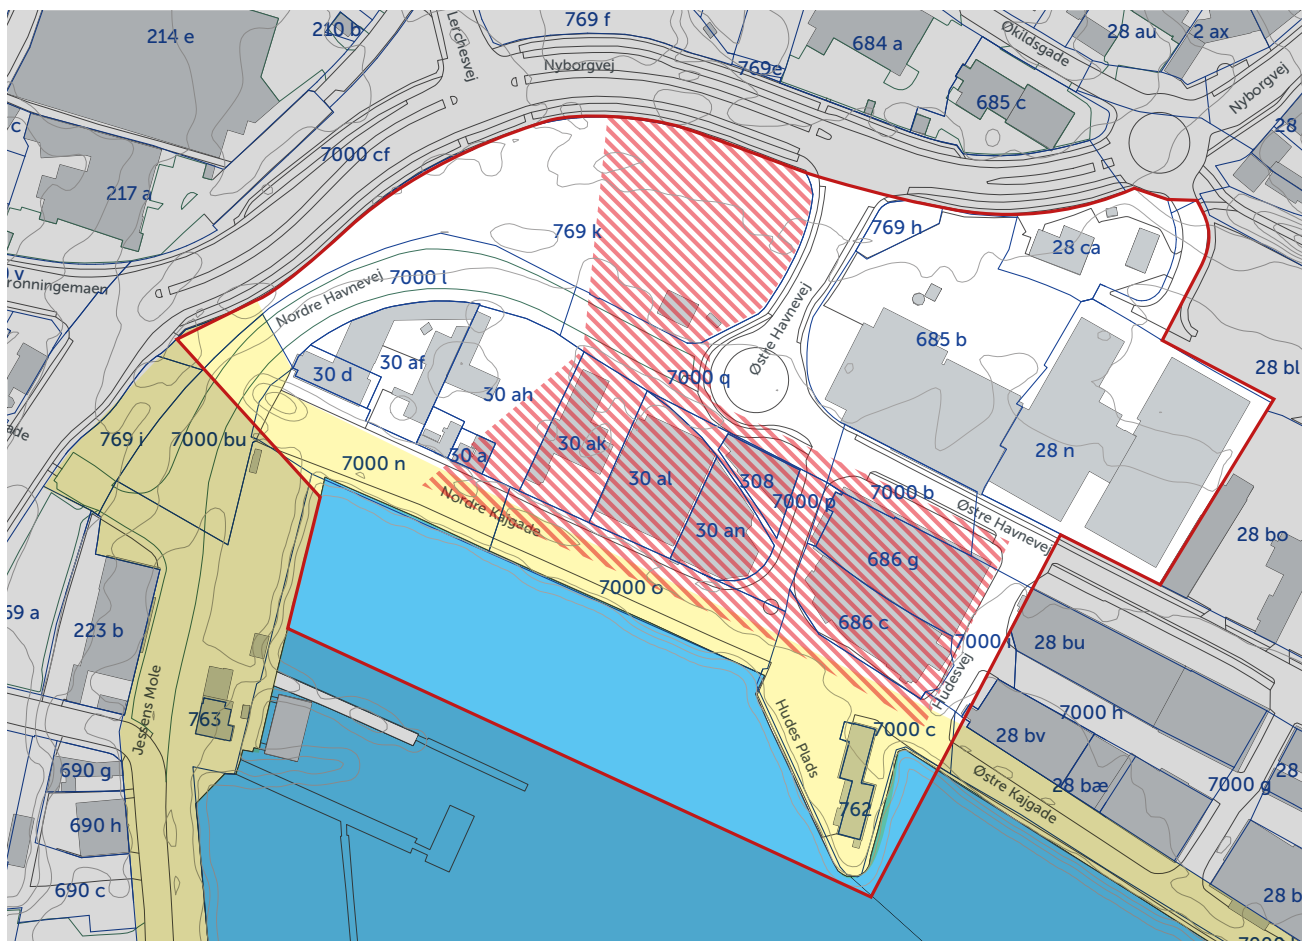 769 f
214 e
210 b
Lerchesvej
684 a
Økildsgade
28 au
2 ax
Nyborgvej
769e
Nyborgvej
685 c
28
c
7000 cf
217 a
769 k
769 h
28 ca
v
7000 l
Nordre Havnevej
Østre Havnevej
685 b
30 af
30 d
7000 q
28 bl
30 ah
769 i
7000 bu
30 a
30 ak
28 n
7000 n
30 al
308
7000 p
7000 b
Nordre Kajgade
30 an
Østre Havnevej
28 bo
686 g
7000 o
686 c
69 a
223 b
7000 i
28 bu
Hudesvej
Jessens Mole
763
Hudes Plads
7000 c
28 bv
7000 h
690 g
28 bæ
7000 g
28
Østre Kajgade
762
690 h
690 c
28 b